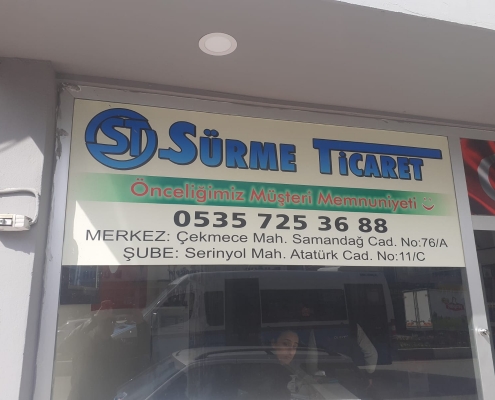 ST SÜRME TİCARET
Önceliğimiz Müşteri Memnuniyeti
0535 725 36 88
MERKEZ: Çekmece Mah. Samandağ Cad. No:76/A
ŞUBE: Serinyol Mah. Atatürk Cad. No:11/C